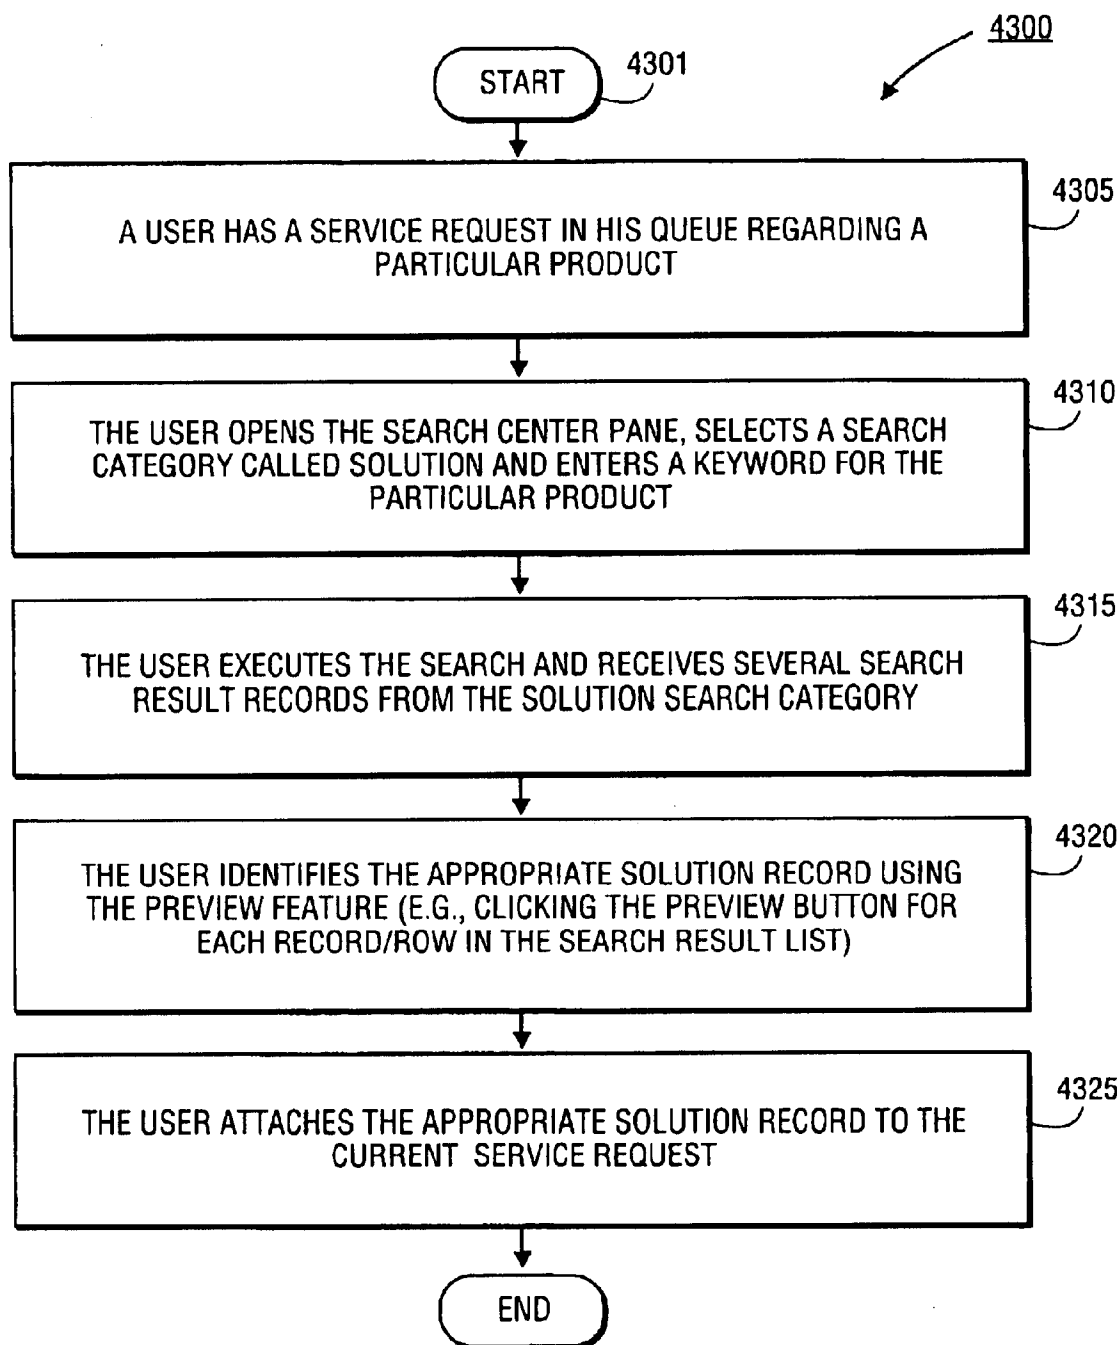 4300
START
4301
4305
A USER HAS A SERVICE REQUEST IN HIS QUEUE REGARDING A
PARTICULAR PRODUCT
4310
THE USER OPENS THE SEARCH CENTER PANE, SELECTS A SEARCH
CATEGORY CALLED SOLUTION AND ENTERS A KEYWORD FOR THE
PARTICULAR PRODUCT
4315
THE USER EXECUTES THE SEARCH AND RECEIVES SEVERAL SEARCH
RESULT RECORDS FROM THE SOLUTION SEARCH CATEGORY
4320
THE USER IDENTIFIES THE APPROPRIATE SOLUTION RECORD USING
THE PREVIEW FEATURE (E.G., CLICKING THE PREVIEW BUTTON FOR
EACH RECORD/ROW IN THE SEARCH RESULT LIST)
4325
THE USER ATTACHES THE APPROPRIATE SOLUTION RECORD TO THE
CURRENT SERVICE REQUEST
END